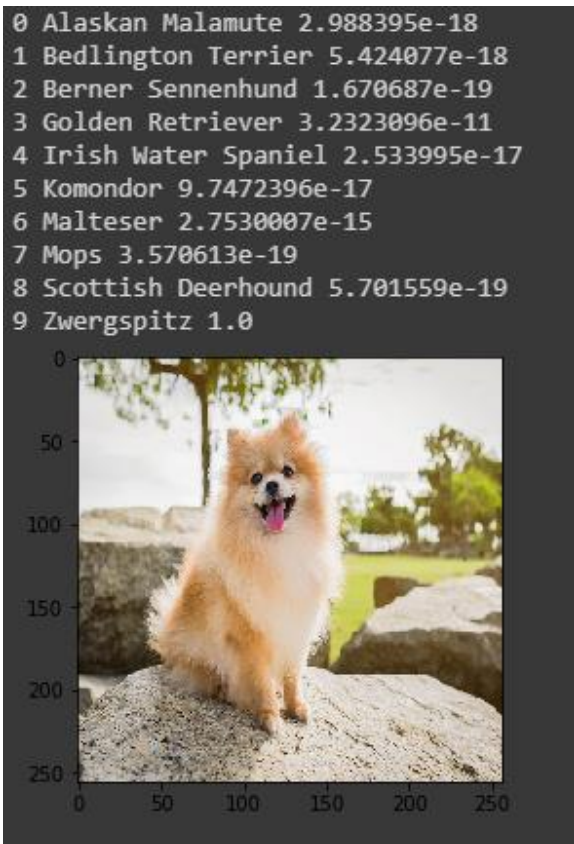 0 Alaskan Malamute 2.988395e-18
1 Bedlington Terrier 5.424077e-18
2 Berner Sennenhund 1.670687e-19
3 Golden Retriever 3.2323096e-11
4 Irish Water Spaniel 2.533995e-17
5 Komondor 9.7472396e-17
6 Malteser 2.7530007e-15
7 Mops 3.570613e-19
8 Scottish Deerhound 5.701559e-19
9 Zwergspitz 1.0
0
50
100
150
200
250
0 50 100 150 200 250